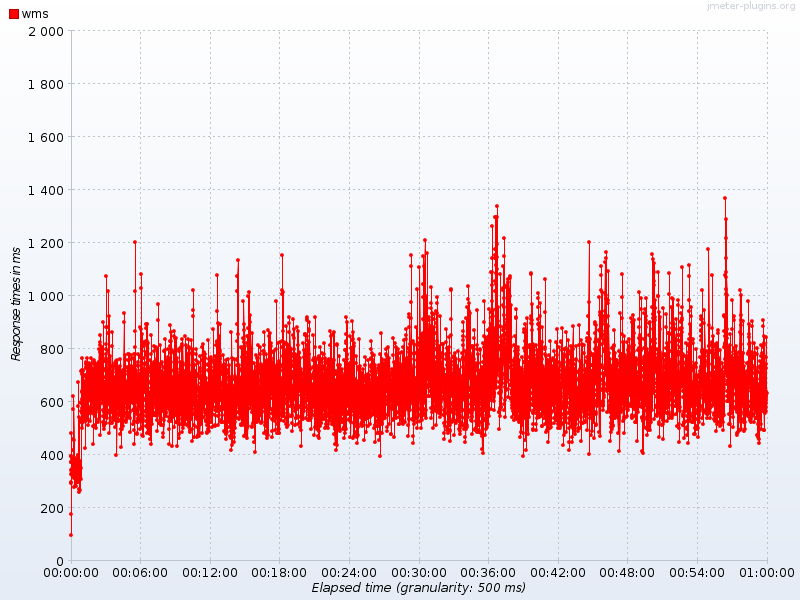 jmeter-plugins.org
wms
2 000
1 800
1 600
1 400
1 200
1 000
800
600
400
200
0
Response times in ms
00:00:00 00:06:00 00:12:00 00:18:00 00:24:00 00:30:00 00:36:00 00:42:00 00:48:00 00:54:00 01:00:00
Elapsed time (granularity: 500 ms)